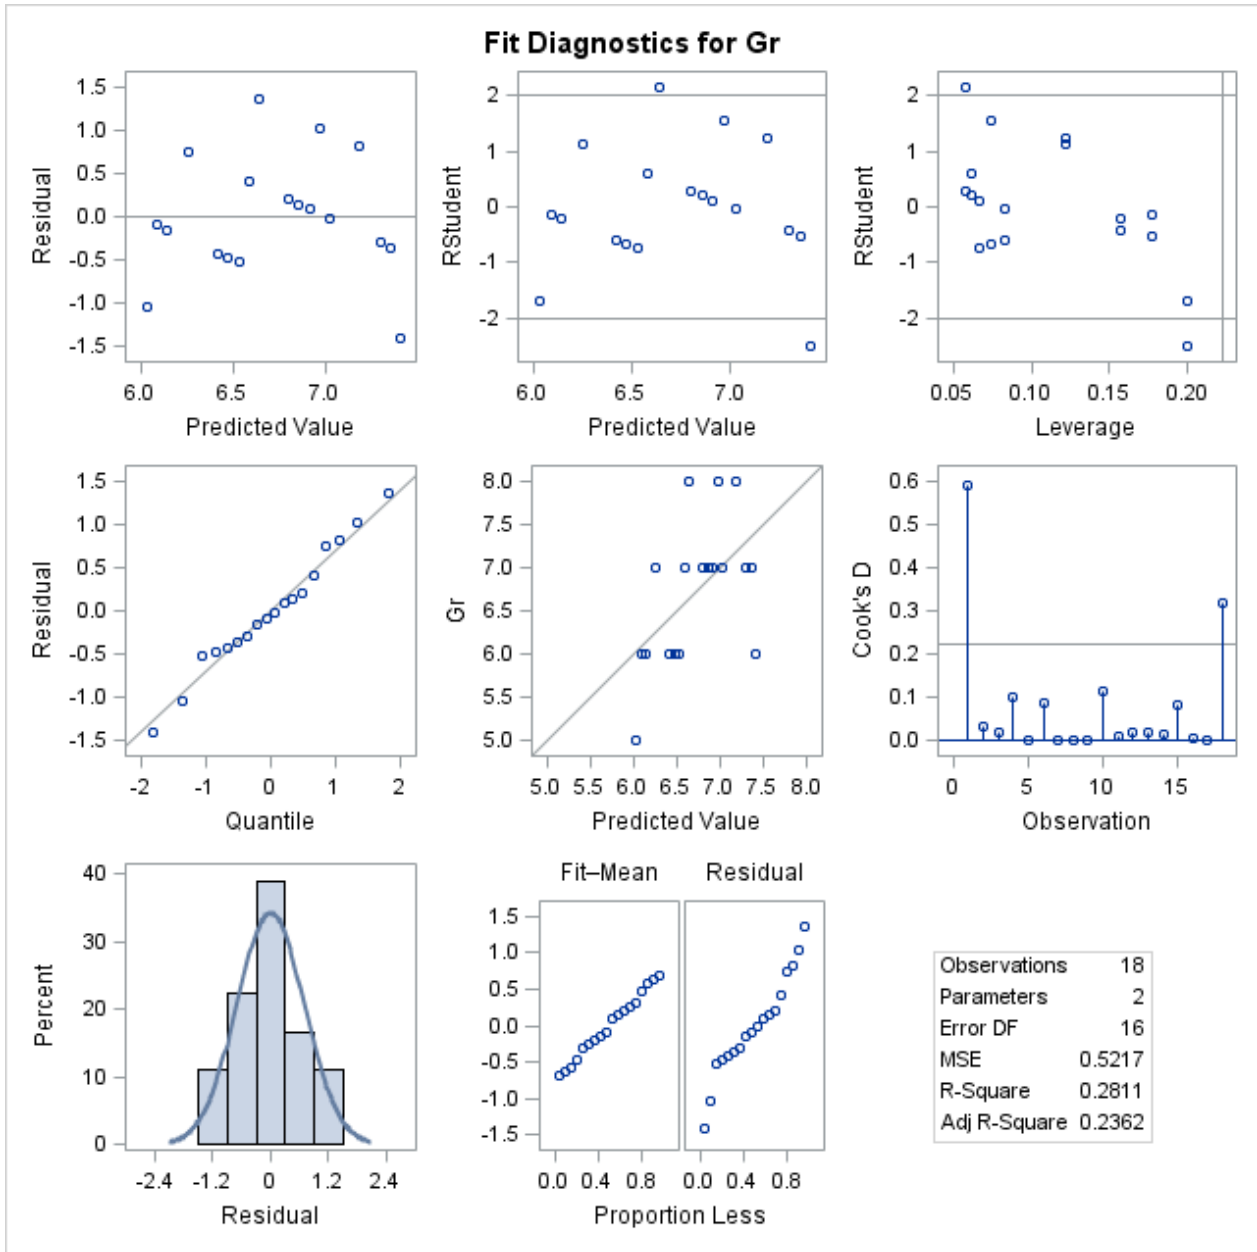 Fit Diagnostics for Gr
1.5
1.0
0.5
0.0
-0.5
-1.0
-1.5
Residual
6.0 6.5 7.0
Predicted Value
2
1
0
-1
-2
RStudent
6.0 6.5 7.0
Predicted Value
2
1
0
-1
-2
RStudent
0.05 0.10 0.15 0.20
Leverage
1.5
1.0
0.5
0.0
-0.5
-1.0
-1.5
Residual
-2 -1 0 1 2
Quantile
8.0
7.5
7.0
6.5
6.0
5.5
5.0
Gr
5.0 5.5 6.0 6.5 7.0 7.5 8.0
Predicted Value
0.6
0.5
0.4
0.3
0.2
0.1
0.0
Cook's D
0 5 10 15
Observation
40
30
20
10
0
Percent
-2.4 -1.2 0 1.2 2.4
Residual
Fit–Mean Residual
1.5
1.0
0.5
0.0
-0.5
-1.0
-1.5
0.0 0.4 0.8 0.0 0.4 0.8
Proportion Less
Observations 18
Parameters 2
Error DF 16
MSE 0.5217
R-Square 0.2811
Adj R-Square 0.2362